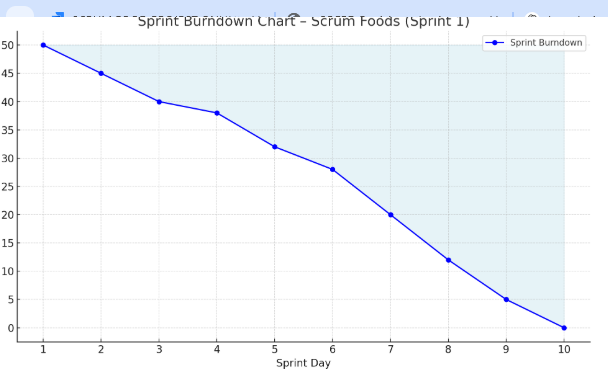 Sprint Burndown Chart – Scrum Foods (Sprint 1)
Sprint Burndown
50
45
40
35
30
25
20
15
10
5
0
1 2 3 4 5 6 7 8 9 10
Sprint Day